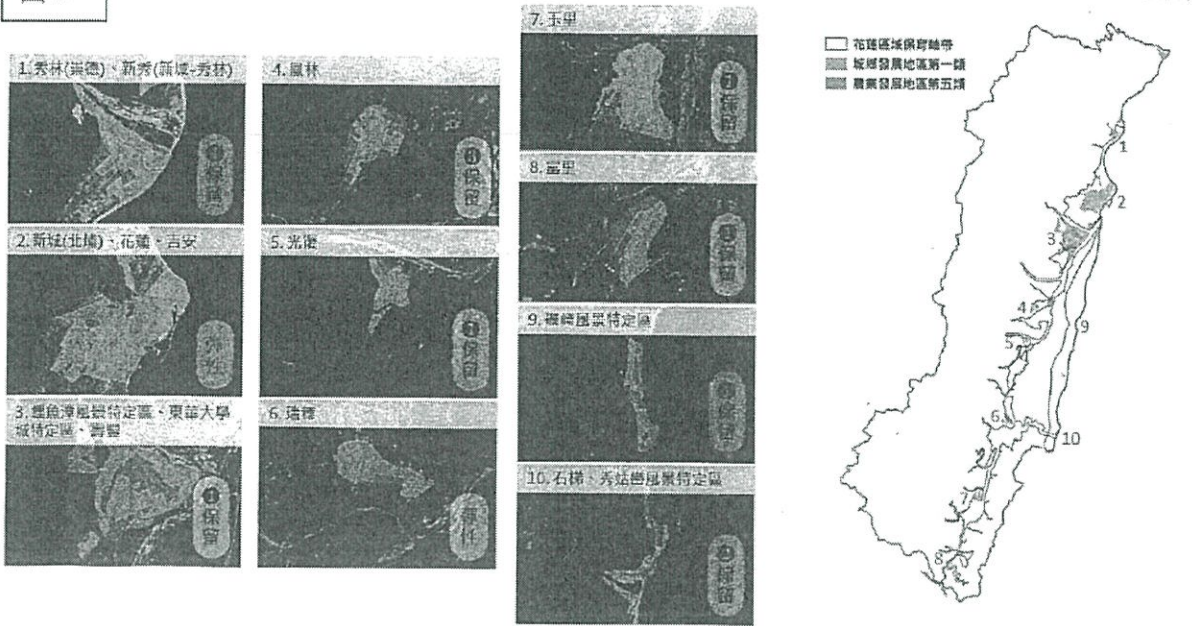 1. 秀林(崇德)、新秀(新城-秀林)
保留
2. 新城(北埔)、花蓮、吉安
彈性
3. 鯉魚潭風景特定區、東華大學
城特定區、壽豐
保留
4. 鳳林
保留
5. 光復
保留
6. 瑞穗
彈性
7. 玉里
保留
8. 富里
保留
9. 磯崎風景特定區
保留
10. 石梯、秀姑巒風景特定區
保留
花蓮區域保育軸帶
城鄉發展地區第一類
農業發展地區第五類
1
2
3
4
9
5
6
10
7
8